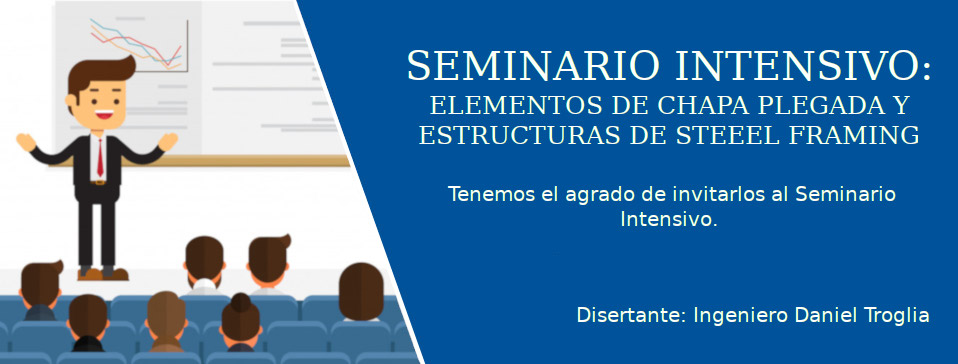 SEMINARIO INTENSIVO:
ELEMENTOS DE CHAPA PLEGADA Y
ESTRUCTURAS DE STEEEL FRAMING
Tenemos el agrado de invitarlos al Seminario
Intensivo.
Disertante: Ingeniero Daniel Troglia